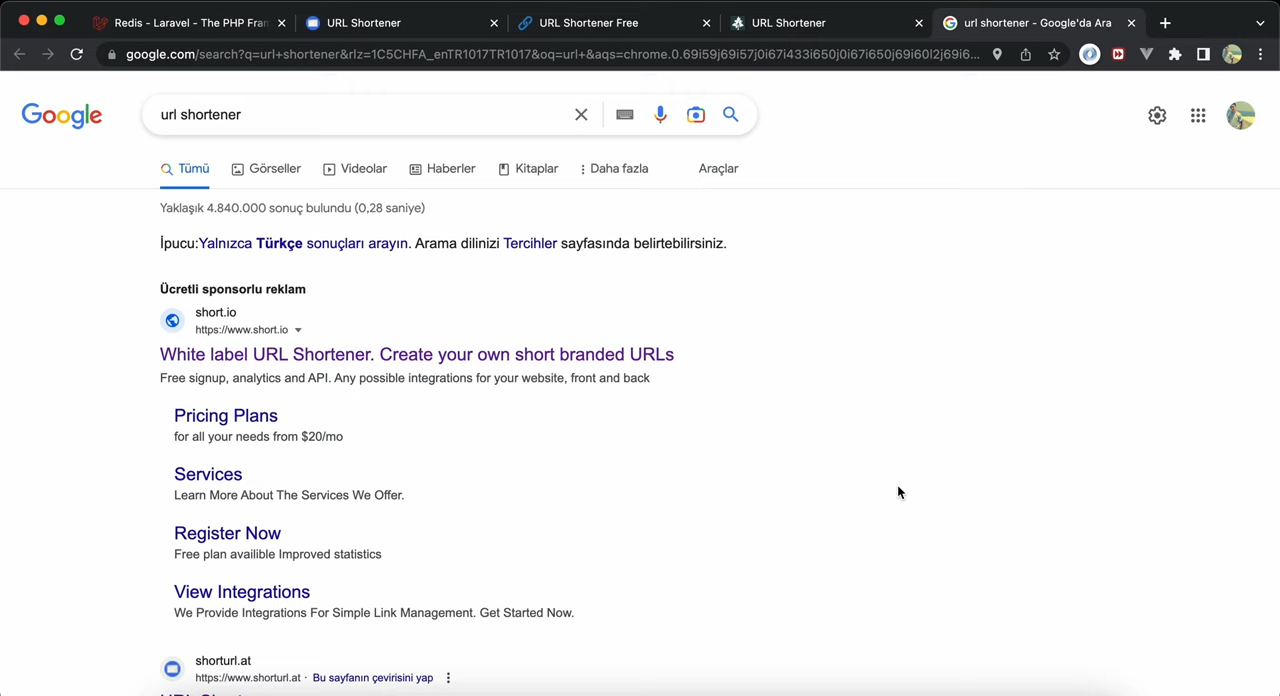 Redis - Laravel - The PHP Fran
URL Shortener
URL Shortener Free
URL Shortener
url shortener - Google'da Ara
google.com/search?q=url+shortener&rlz=1C5CHFA_enTR1017TR1017&oq=url+&aqs=chrome.0.69i59j69i57j0i67i433i650j0i67i650j69i60l2j69i6...
Google
url shortener
Tümü
Görseller
Videolar
Haberler
Kitaplar
Daha fazla
Araçlar
Yaklaşık 4.840.000 sonuç bulundu (0,28 saniye)
İpucu:Yalnızca Türkçe sonuçları arayın. Arama dilinizi Tercihler sayfasında belirtebilirsiniz.
Ücretli sponsorlu reklam
short.io
https://www.short.io
White label URL Shortener. Create your own short branded URLs
Free signup, analytics and API. Any possible integrations for your website, front and back
Pricing Plans
for all your needs from $20/mo
Services
Learn More About The Services We Offer.
Register Now
Free plan availible Improved statistics
View Integrations
We Provide Integrations For Simple Link Management. Get Started Now.
shorturl.at
https://www.shorturl.at · Bu sayfanın çevirisini yap